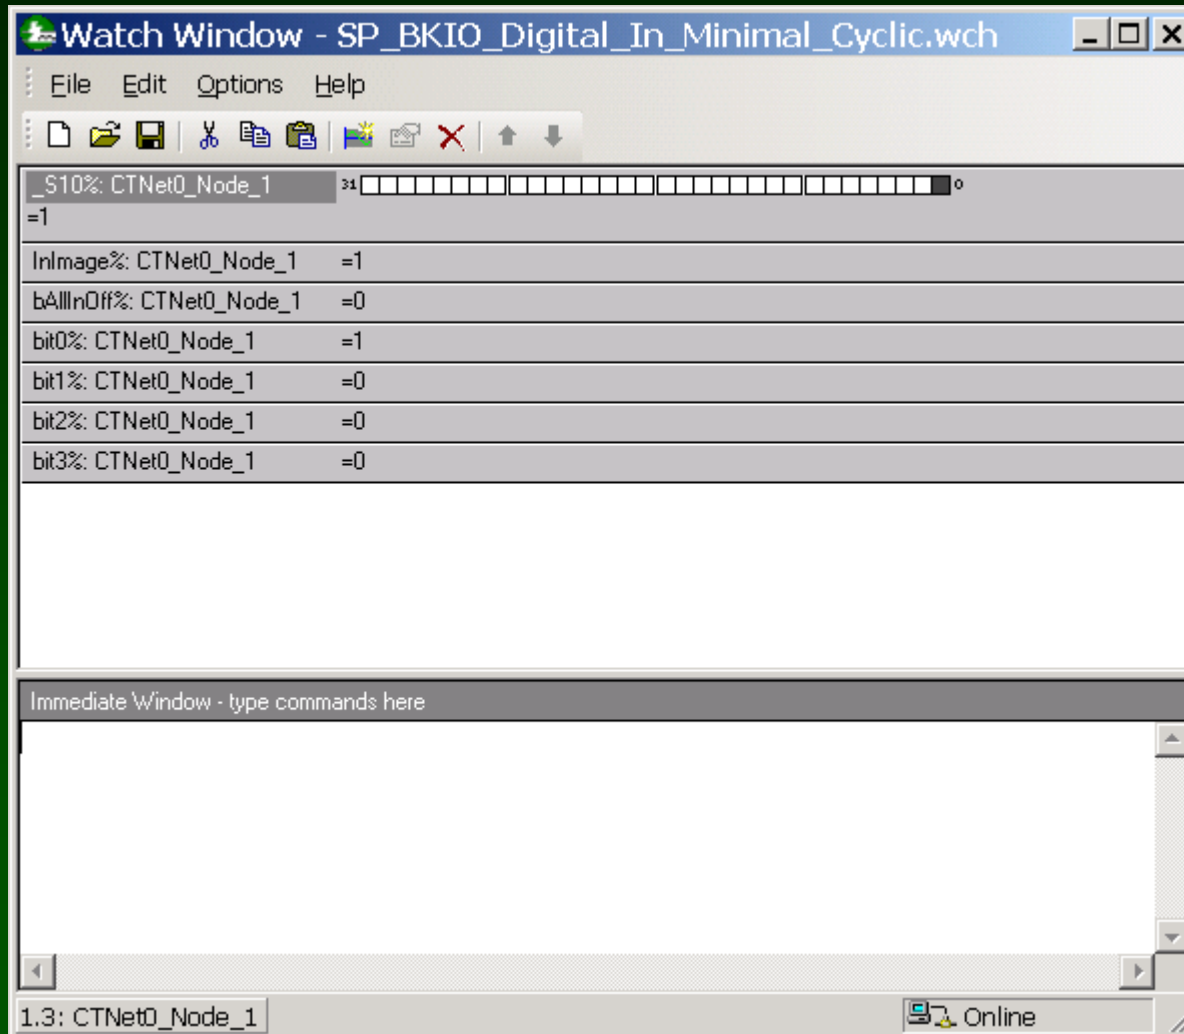 Watch Window - SP_BKIO_Digital_In_Minimal_Cyclic.wch
File Edit Options Help
_S10%: CTNet0_Node_1 31 0
=1
InImage%: CTNet0_Node_1 =1
bAllInOff%: CTNet0_Node_1 =0
bit0%: CTNet0_Node_1 =1
bit1%: CTNet0_Node_1 =0
bit2%: CTNet0_Node_1 =0
bit3%: CTNet0_Node_1 =0
Immediate Window - type commands here
1.3: CTNet0_Node_1 Online